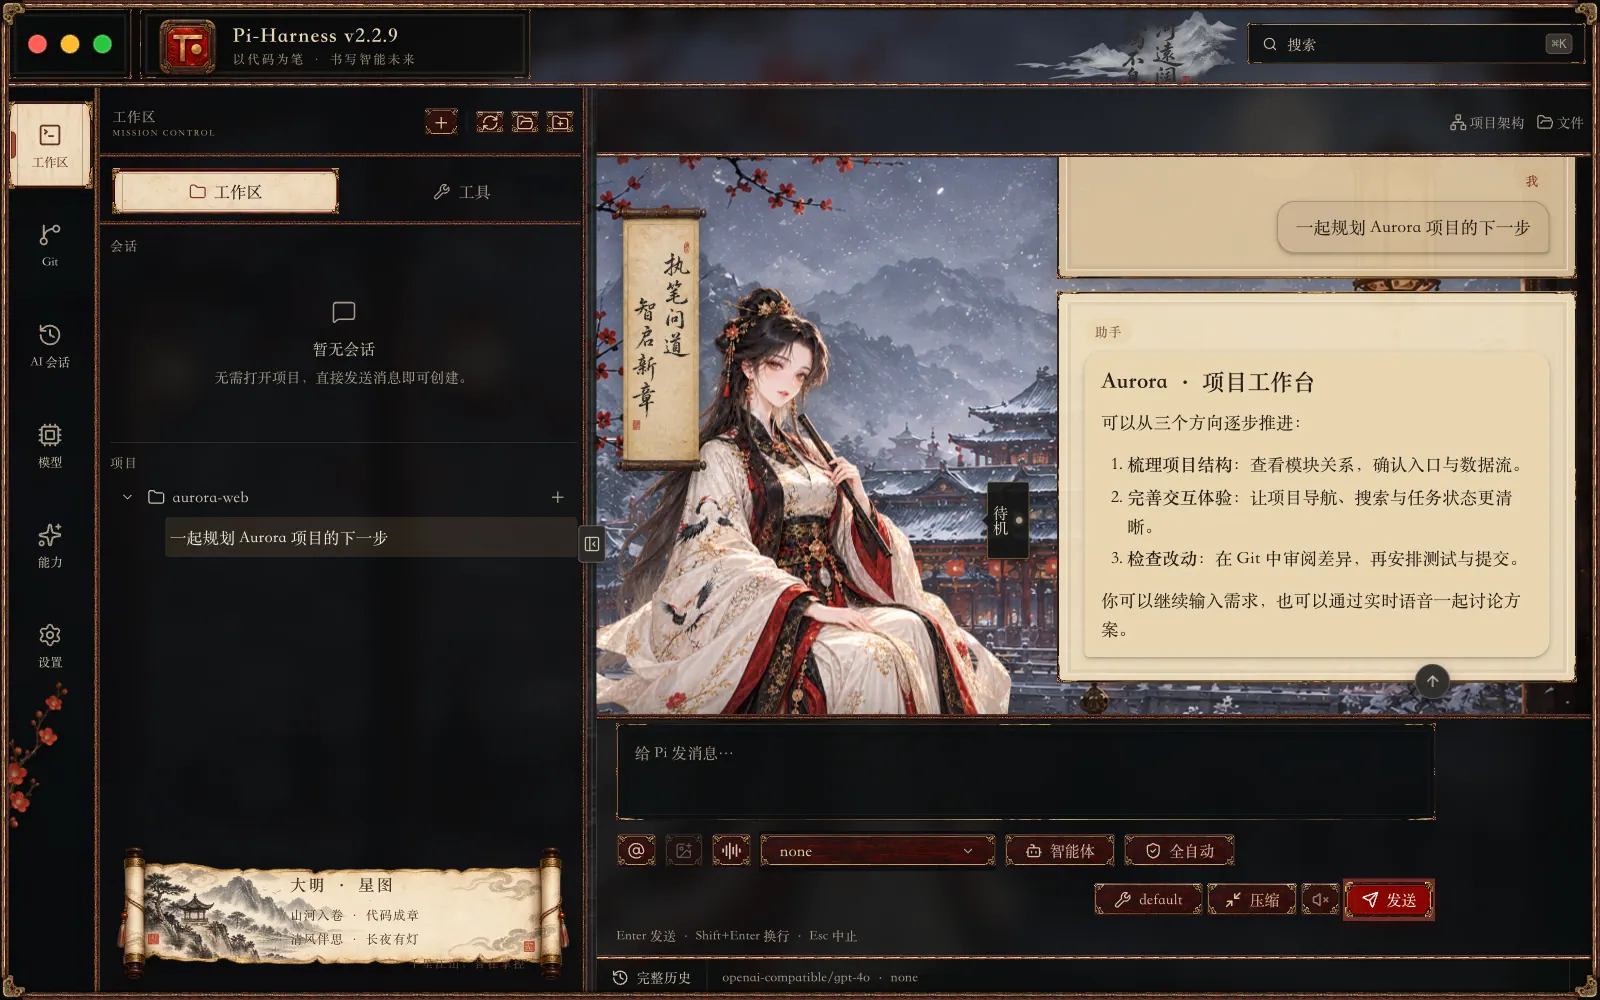 Pi-Harness v2.2.9
以代码为笔 · 书写智能未来
搜索
⌘K
工作区
Git
AI 会话
模型
能力
设置
工作区
MISSION CONTROL
工作区
工具
会话
暂无会话
无需打开项目，直接发送消息即可创建。
项目
aurora-web
一起规划 Aurora 项目的下一步
大明 · 星图
山河入卷 · 代码成章
清风伴思 · 长夜有灯
项目架构
文件
执笔问道
智启新章
待机
我
一起规划 Aurora 项目的下一步
助手
Aurora · 项目工作台
可以从三个方向逐步推进：
1. 梳理项目结构：查看模块关系，确认入口与数据流。
2. 完善交互体验：让项目导航、搜索与任务状态更清
晰。
3. 检查改动：在 Git 中审阅差异，再安排测试与提交。
你可以继续输入需求，也可以通过实时语音一起讨论方
案。
给 Pi 发消息…
none
智能体
全自动
default
压缩
发送
Enter 发送 · Shift+Enter 换行 · Esc 中止
完整历史
openai-compatible/gpt-4o · none